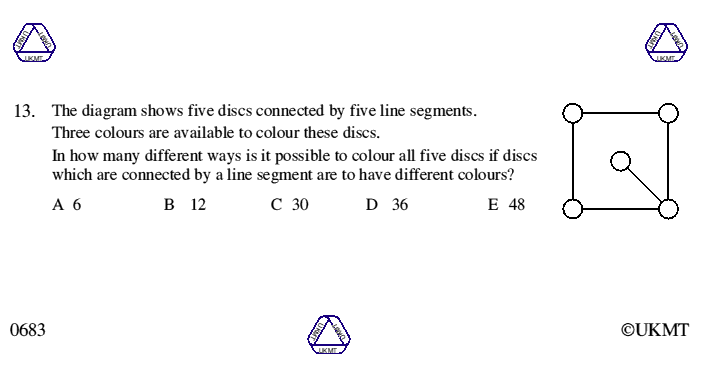 13. The diagram shows five discs connected by five line segments.
Three colours are available to colour these discs.
In how many different ways is it possible to colour all five discs if discs
which are connected by a line segment are to have different colours?
A 6 B 12 C 30 D 36 E 48
0683
UKMT
©UKMT